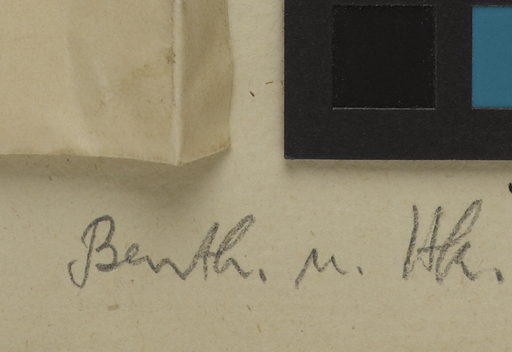 Benth. u. Hk.